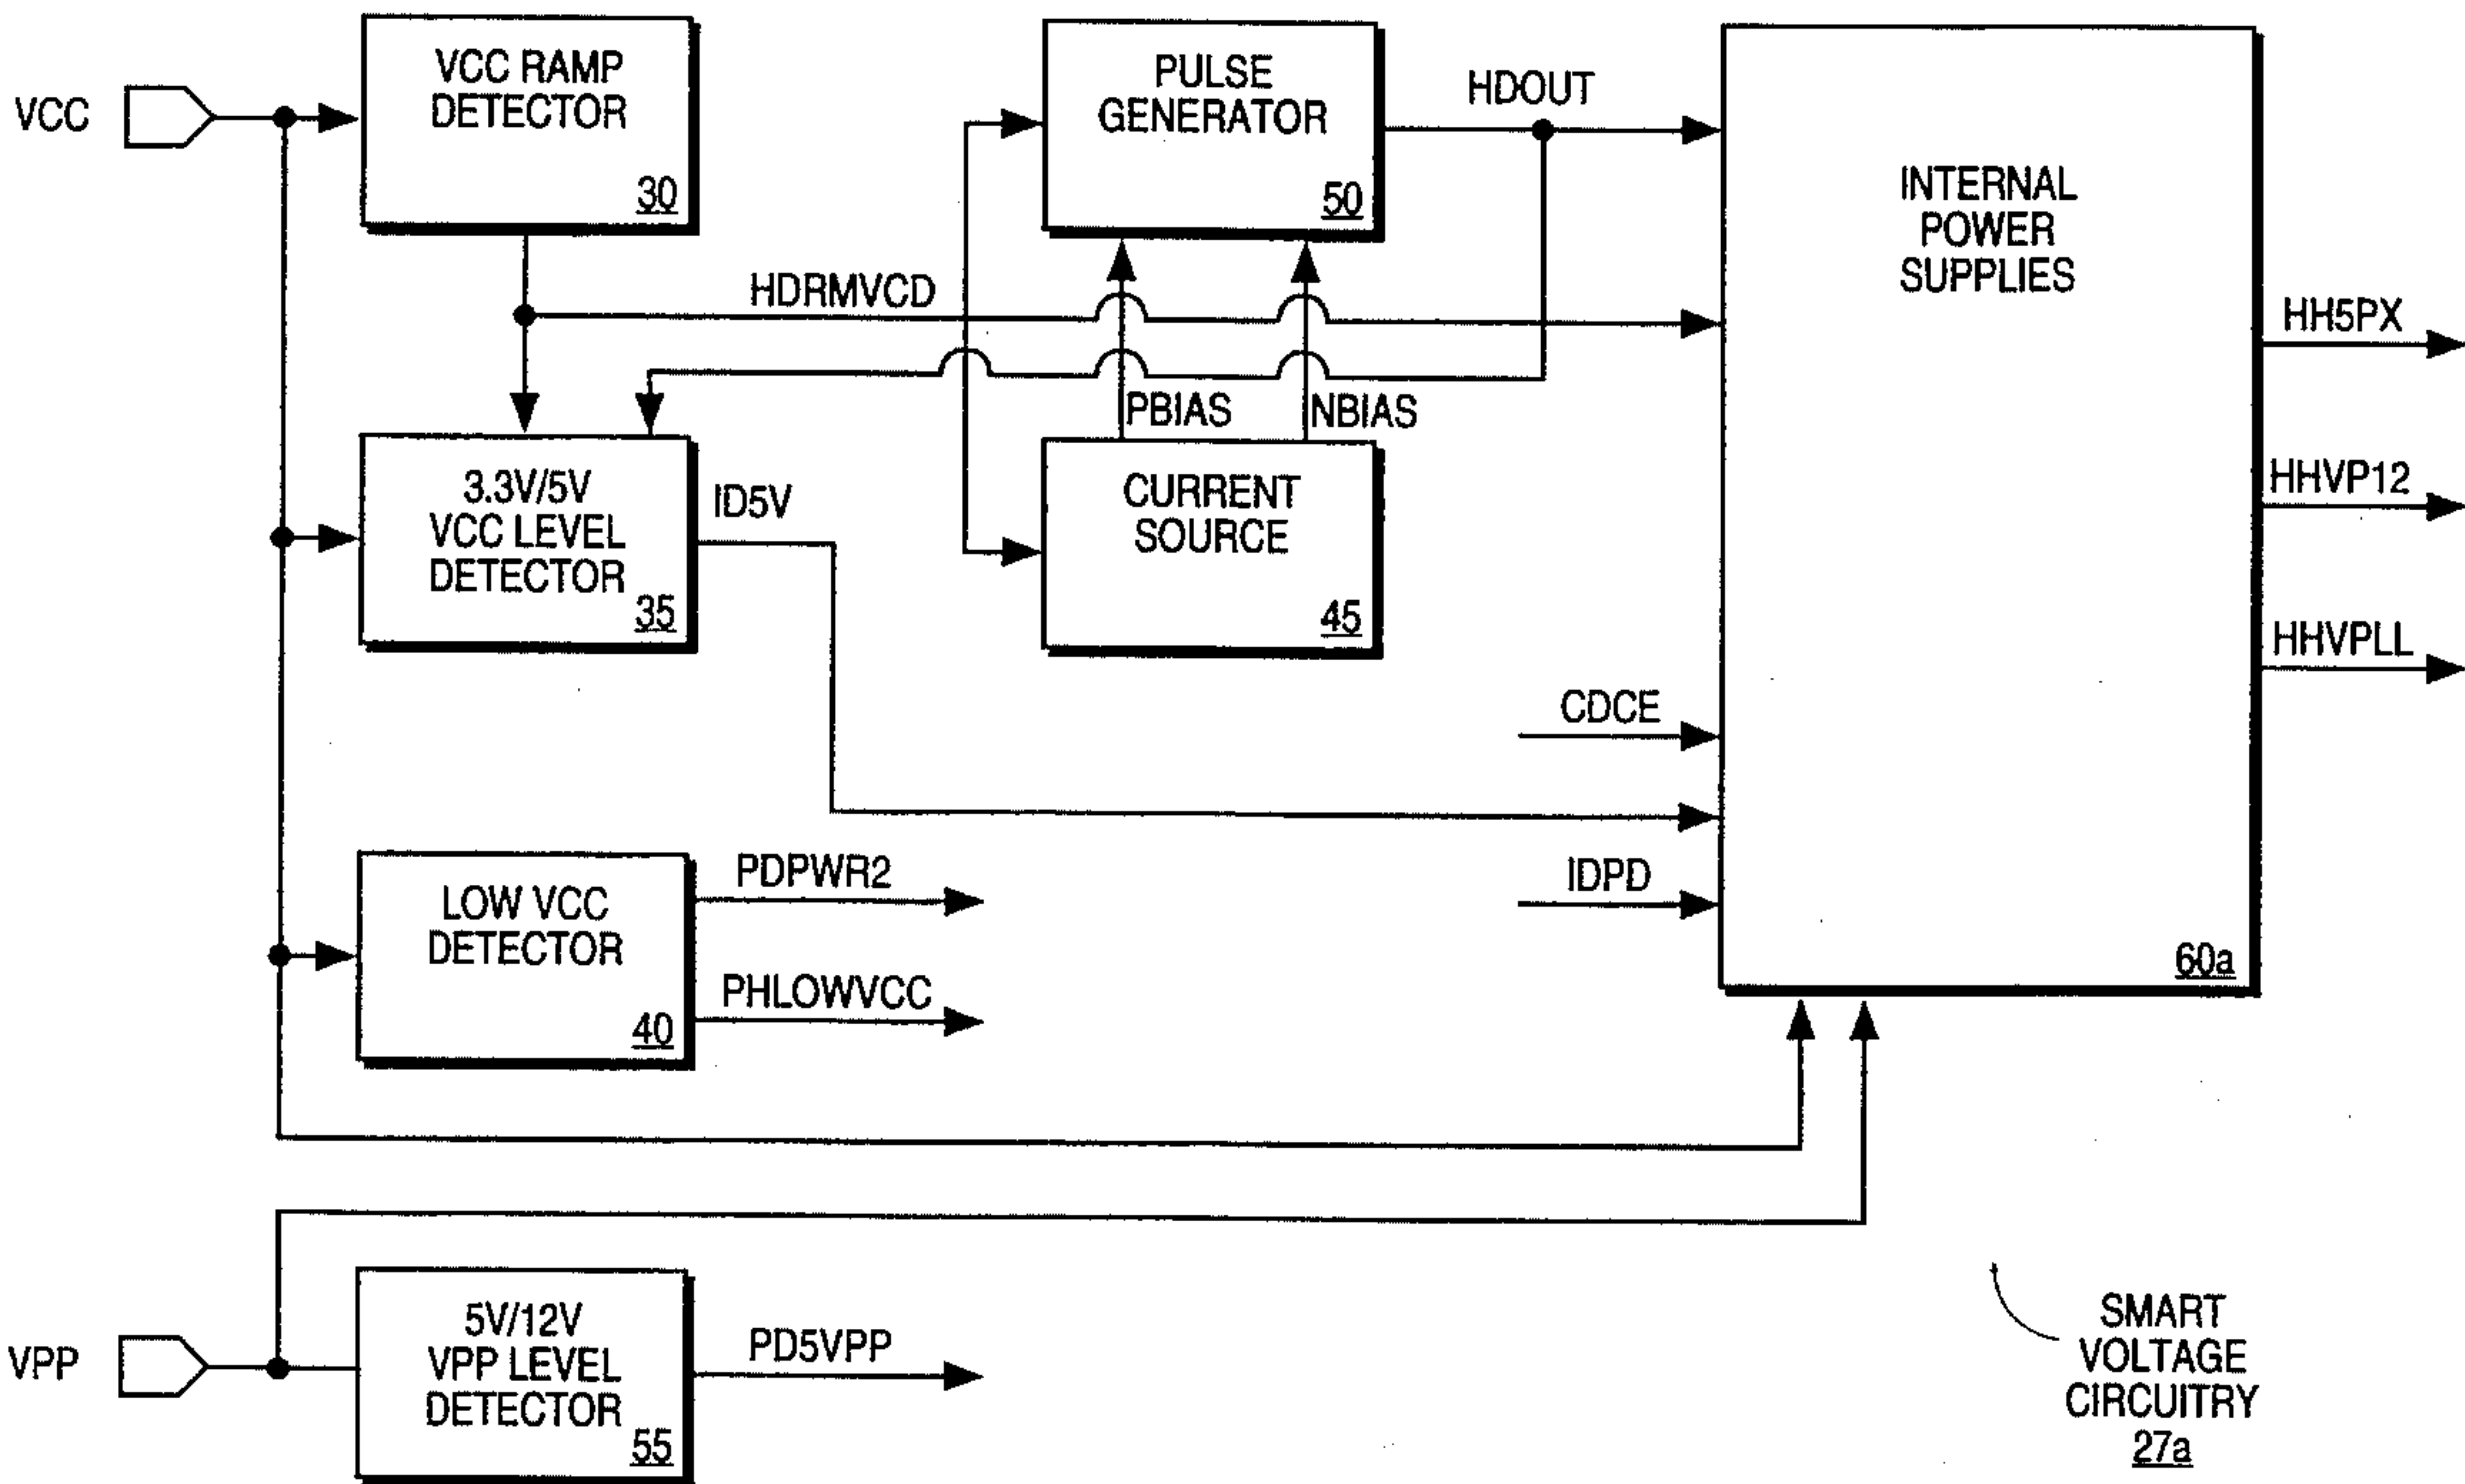 VCC
VCC RAMP
DETECTOR
30
PULSE
GENERATOR
50
HDOUT
INTERNAL
POWER
SUPPLIES
60a
HDRMVCD
PBIAS
NBIAS
3.3V/5V
VCC LEVEL
DETECTOR
35
ID5V
CURRENT
SOURCE
45
HH5PX
HHVP12
HHVPLL
CDCE
IDPD
LOW VCC
DETECTOR
40
PDPWR2
PHLOWVCC
VPP
5V/12V
VPP LEVEL
DETECTOR
55
PD5VPP
SMART
VOLTAGE
CIRCUITRY
27a